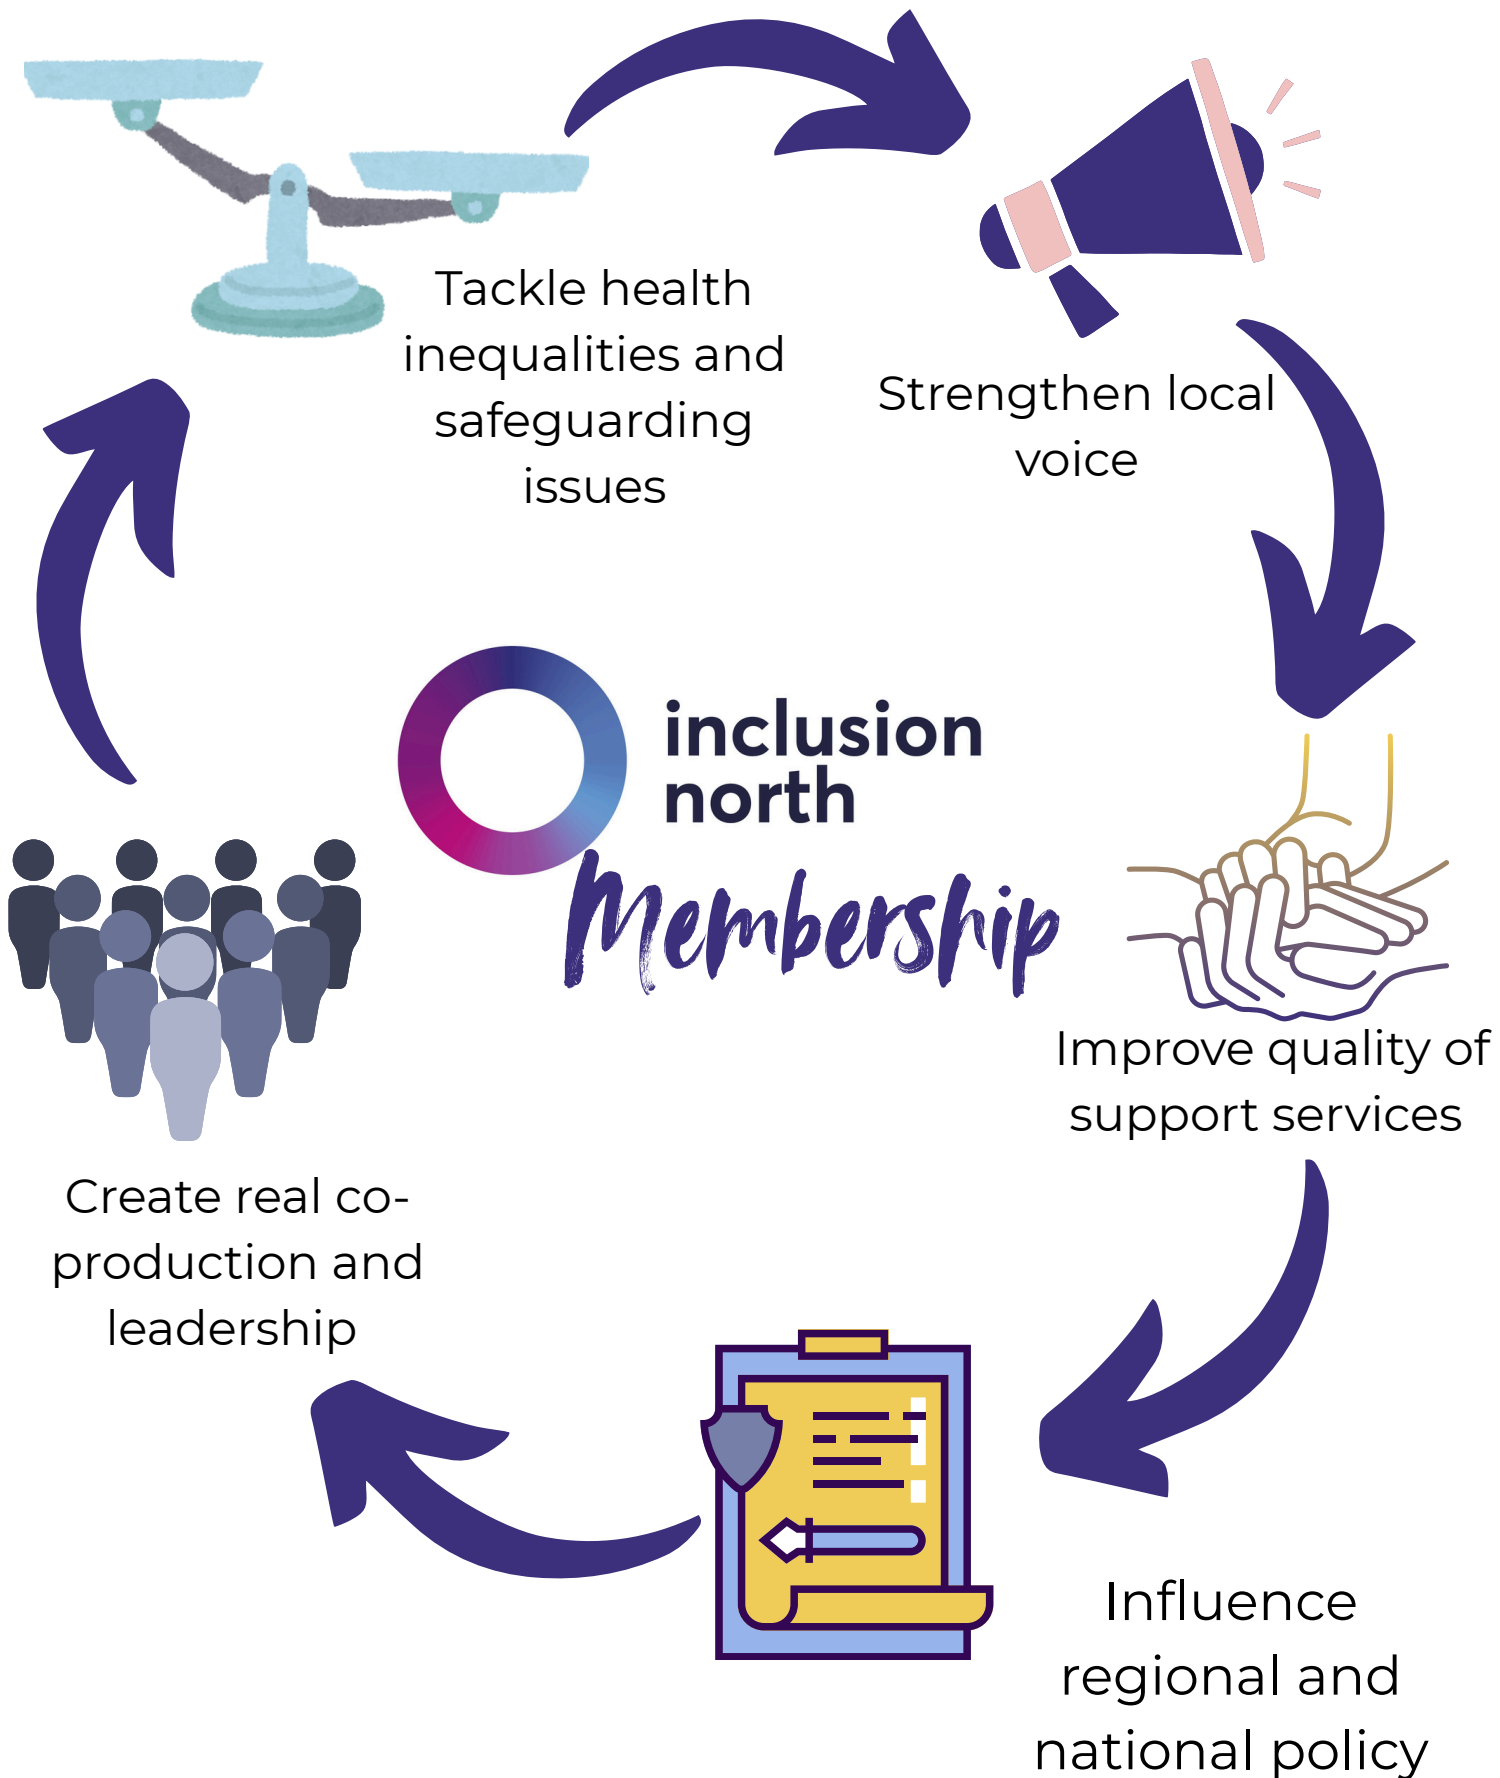 Tackle health
inequalities and
safeguarding
issues
Strengthen local
voice
inclusion
north
Membership
Improve quality of
support services
Create real co-
production and
leadership
Influence
regional and
national policy